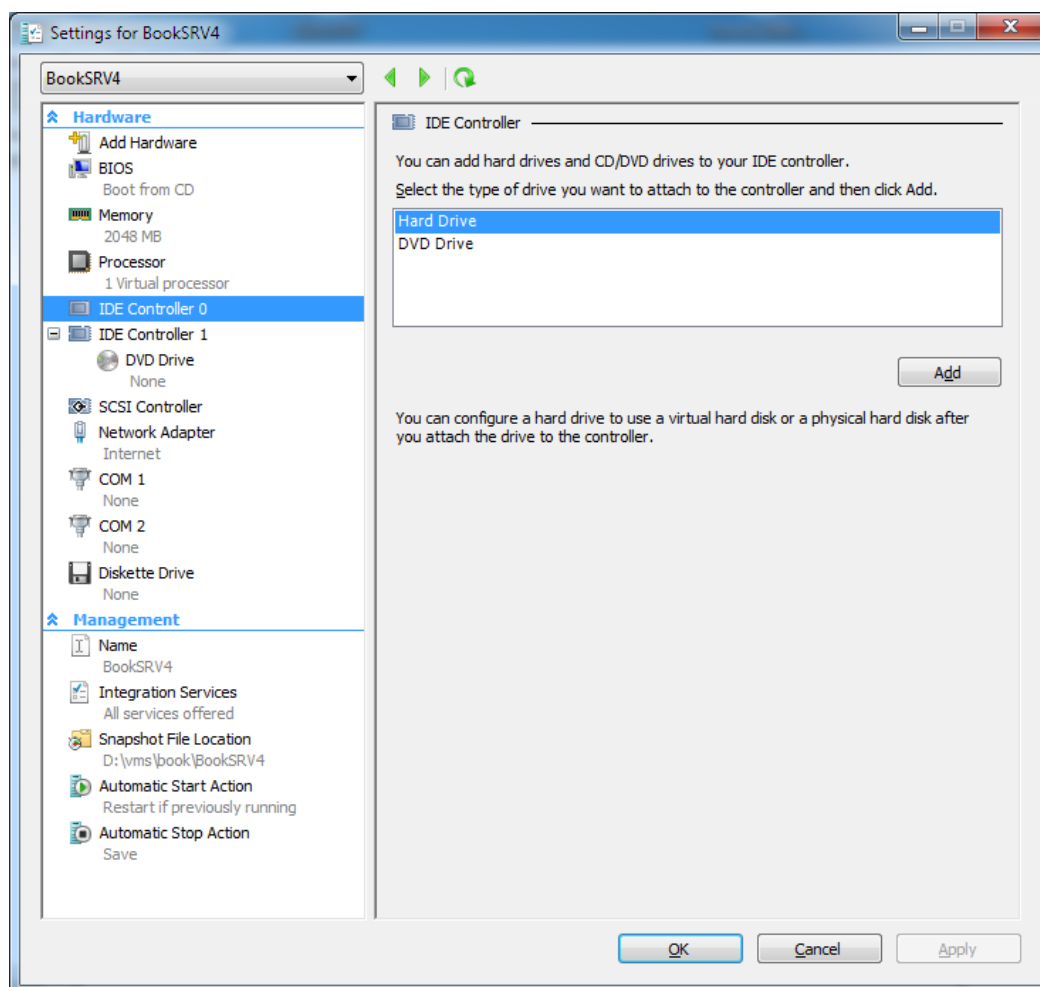 Settings for BookSRV4
BookSRV4
Hardware
Add Hardware
BIOS
Boot from CD
Memory
2048 MB
Processor
1 Virtual processor
IDE Controller 0
IDE Controller 1
DVD Drive
None
SCSI Controller
Network Adapter
Internet
COM 1
None
COM 2
None
Diskette Drive
None
Management
Name
BookSRV4
Integration Services
All services offered
Snapshot File Location
D:\vms\book\BookSRV4
Automatic Start Action
Restart if previously running
Automatic Stop Action
Save
IDE Controller
You can add hard drives and CD/DVD drives to your IDE controller.
Select the type of drive you want to attach to the controller and then click Add.
Hard Drive
DVD Drive
Add
You can configure a hard drive to use a virtual hard disk or a physical hard disk after
you attach the drive to the controller.
OK
Cancel
Apply